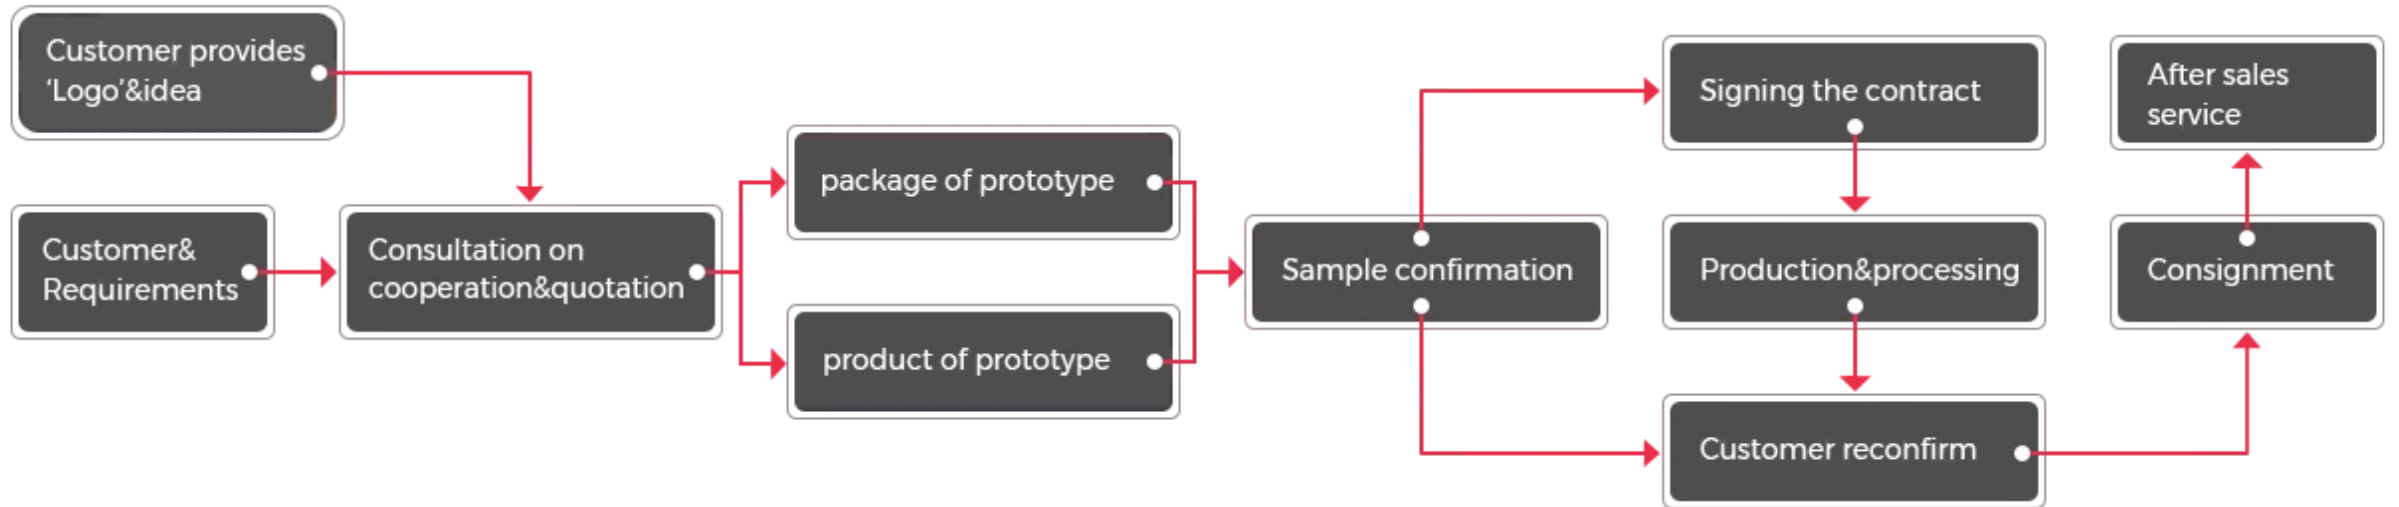 Customer provides
‘Logo’&idea
Customer&
Requirements
Consultation on
cooperation&quotation
package of prototype
product of prototype
Sample confirmation
Signing the contract
Production&processing
Customer reconfirm
After sales
service
Consignment